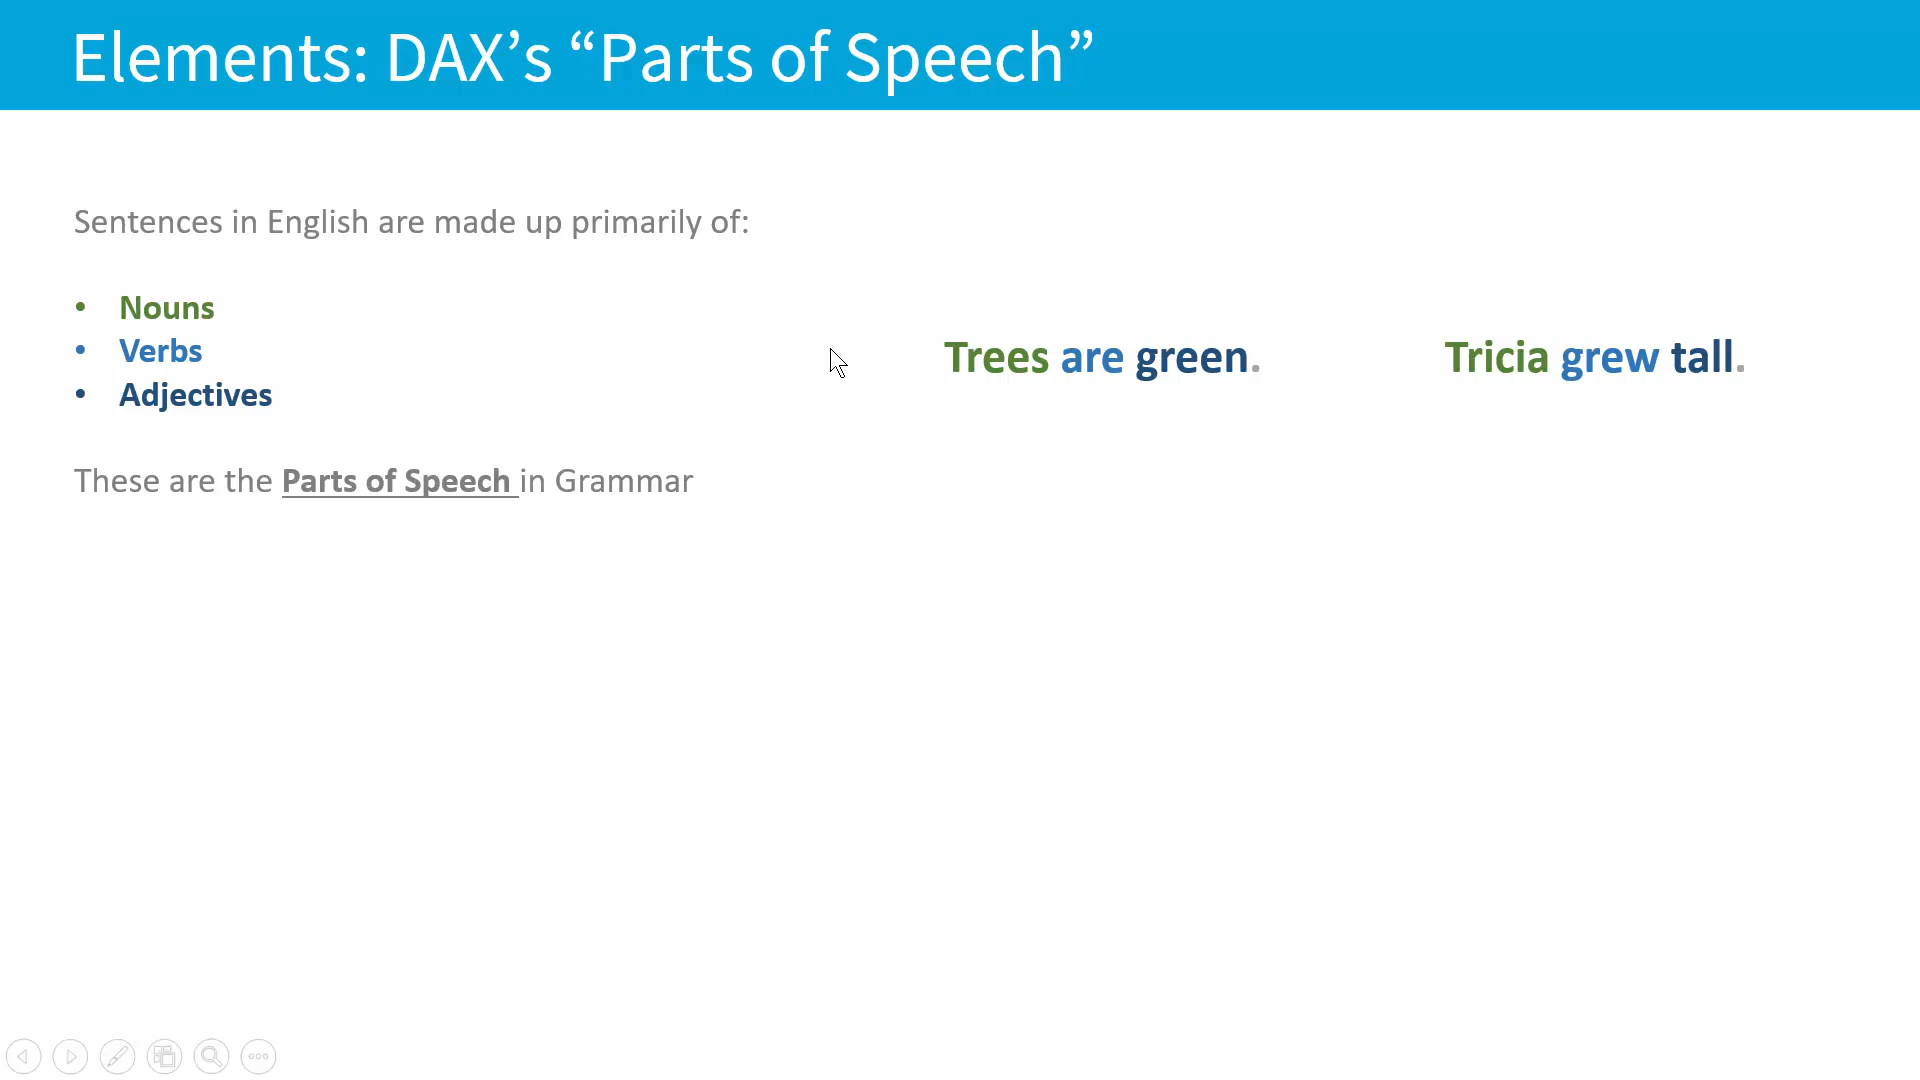 Elements: DAX’s “Parts of Speech”
Sentences in English are made up primarily of:
• Nouns
• Verbs
• Adjectives
Trees are green.
Tricia grew tall.
These are the Parts of Speech in Grammar